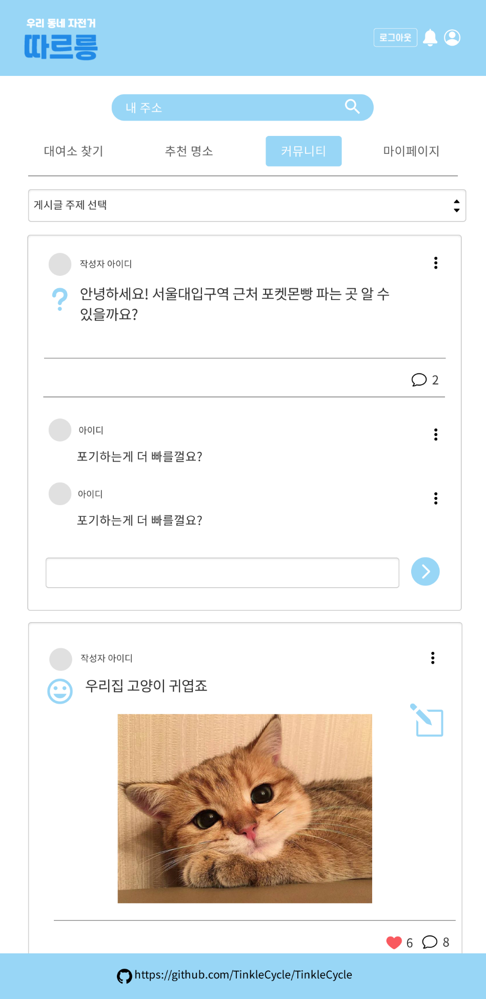 우리 동네 자전거
따르릉
로그아웃
내 주소
대여소 찾기
추천 명소
커뮤니티
마이페이지
게시글 주제 선택
작성자 아이디
안녕하세요! 서울대입구역 근처 포켓몬빵 파는 곳 알 수
있을까요?
2
아이디
포기하는게 더 빠를껄요?
아이디
포기하는게 더 빠를껄요?
작성자 아이디
우리집 고양이 귀엽죠
6
8
https://github.com/TinkleCycle/TinkleCycle